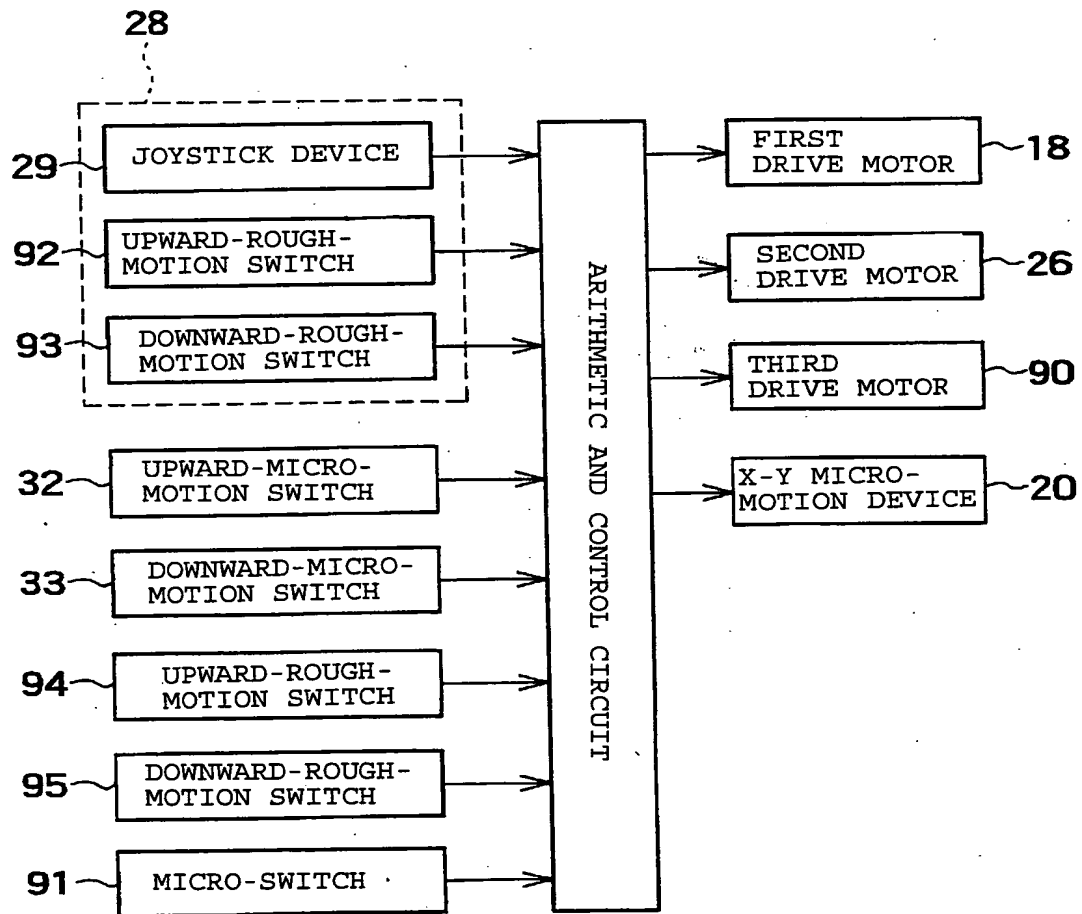 28
29
JOYSTICK DEVICE
92
UPWARD-ROUGH-
MOTION SWITCH
93
DOWNWARD-ROUGH-
MOTION SWITCH
32
UPWARD-MICRO-
MOTION SWITCH
33
DOWNWARD-MICRO-
MOTION SWITCH
94
UPWARD-ROUGH-
MOTION SWITCH
95
DOWNWARD-ROUGH-
MOTION SWITCH
91
MICRO-SWITCH
ARITHMETIC AND CONTROL CIRCUIT
FIRST
DRIVE MOTOR
18
SECOND
DRIVE MOTOR
26
THIRD
DRIVE MOTOR
90
X-Y MICRO-
MOTION DEVICE
20